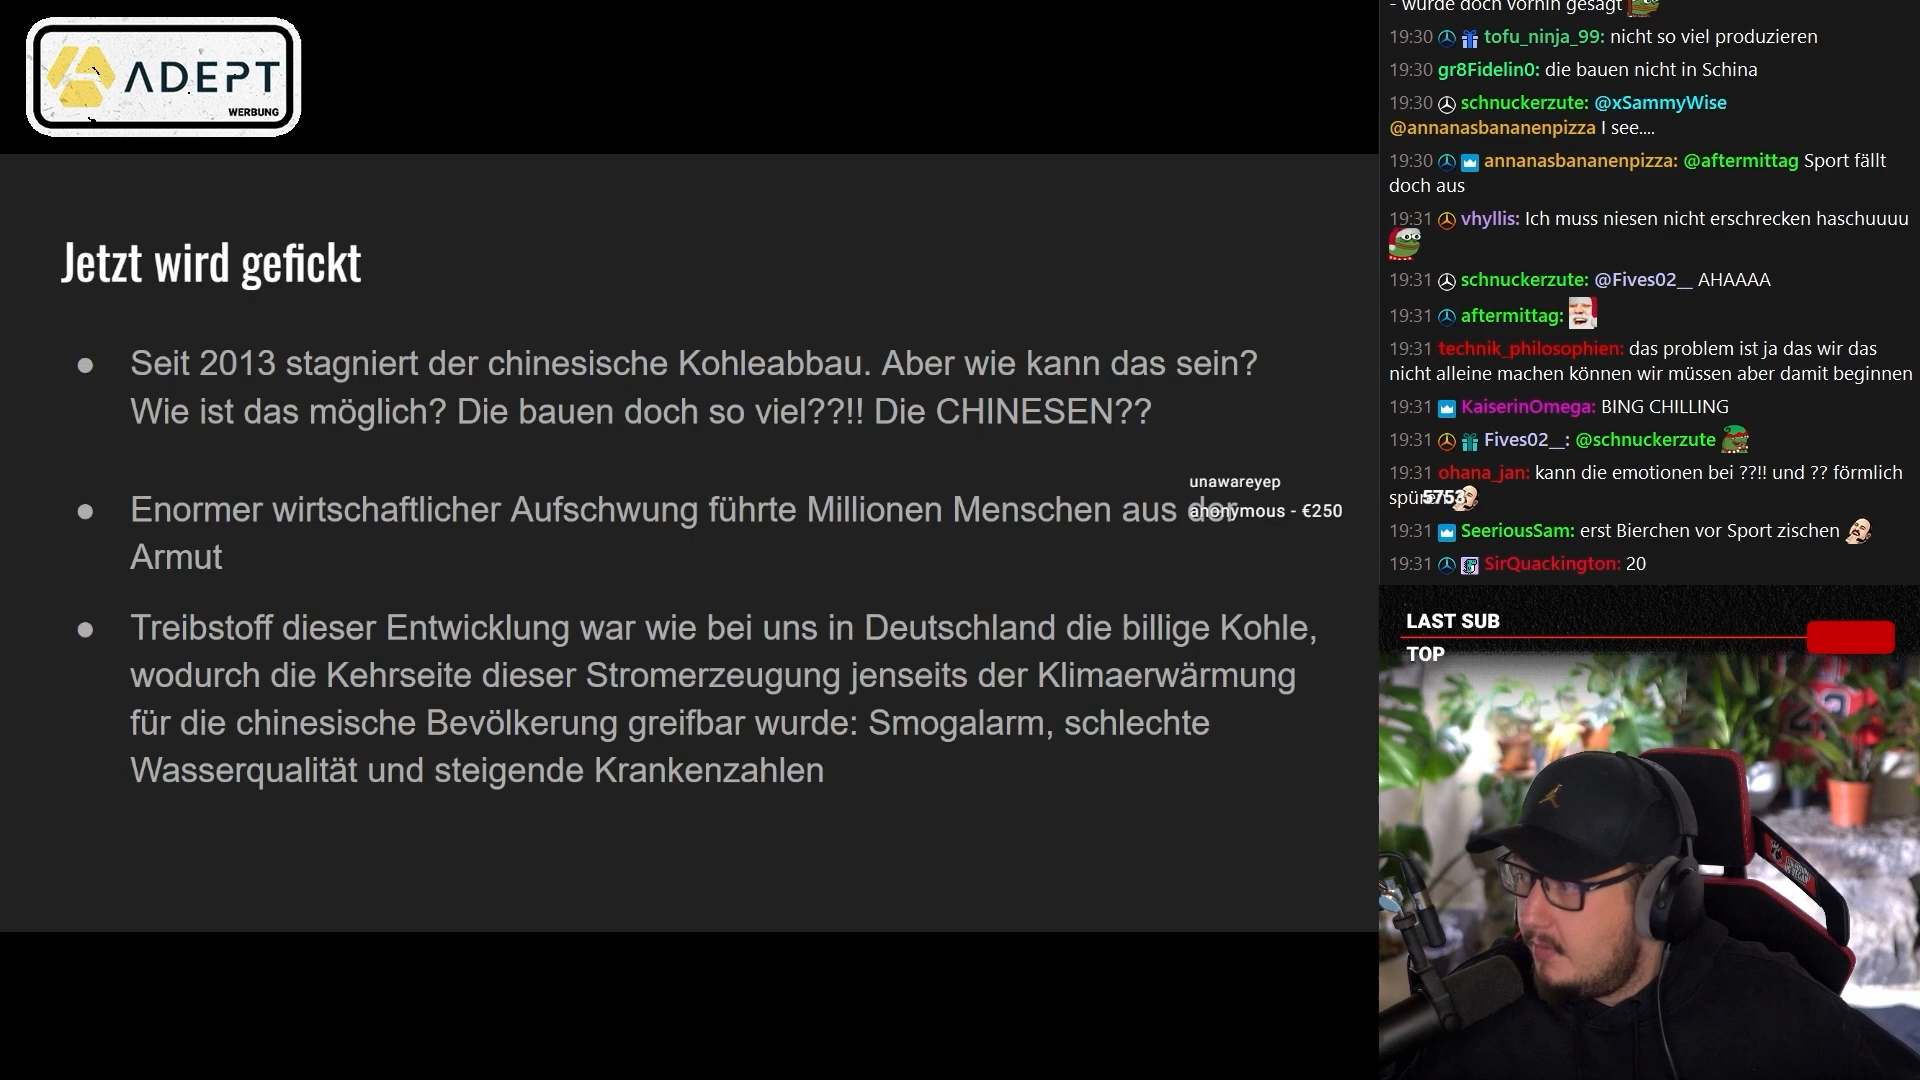 ADEPT
WERBUNG
Jetzt wird gefickt
● Seit 2013 stagniert der chinesische Kohleabbau. Aber wie kann das sein?
Wie ist das möglich? Die bauen doch so viel??!! Die CHINESEN??
● Enormer wirtschaftlicher Aufschwung führte Millionen Menschen aus der
Armut
● Treibstoff dieser Entwicklung war wie bei uns in Deutschland die billige Kohle,
wodurch die Kehrseite dieser Stromerzeugung jenseits der Klimaerwärmung
für die chinesische Bevölkerung greifbar wurde: Smogalarm, schlechte
Wasserqualität und steigende Krankenzahlen
unawareyep
anonymous - €250
- wurde doch vorhin gesagt
19:30 tofu_ninja_99: nicht so viel produzieren
19:30 gr8Fidelin0: die bauen nicht in Schina
19:30 schnuckerzute: @xSammyWise
@annanasbananenpizza I see....
19:30 annanasbananenpizza: @aftermittag Sport fällt
doch aus
19:31 vhyllis: Ich muss niesen nicht erschrecken haschuuuu
19:31 schnuckerzute: @Fives02__ AHAAAA
19:31 aftermittag:
19:31 technik_philosophien: das problem ist ja das wir das
nicht alleine machen können wir müssen aber damit beginnen
19:31 KaiserinOmega: BING CHILLING
19:31 Fives02__: @schnuckerzute
19:31 ohana_jan: kann die emotionen bei ??!! und ?? förmlich
5753
19:31 SeeriousSam: erst Bierchen vor Sport zischen
19:31 SirQuackington: 20
LAST SUB
TOP